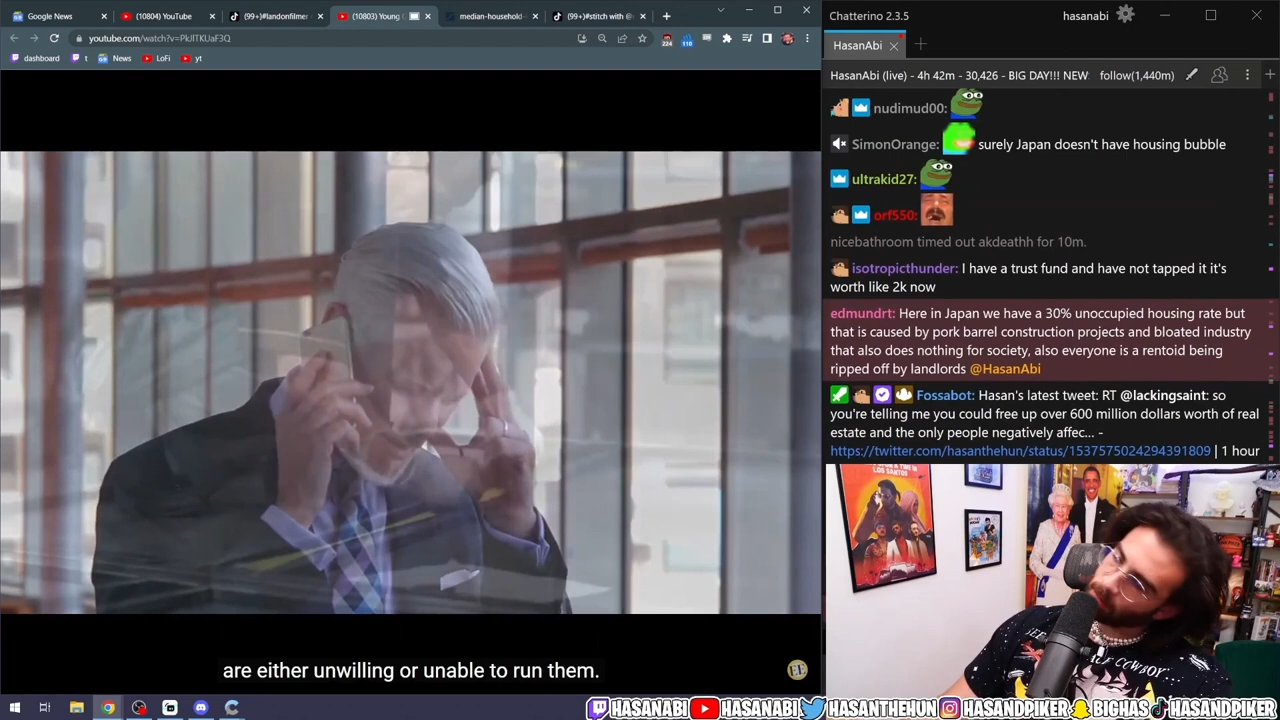 Google News
(10804) YouTube
(99+)#landonfilmer
(10803) Young
median-household-
(99+)#stitch with @
youtube.com/watch?v=PkJlTKUaF3Q
224
110
dashboard
t
News
LoFi
yt
are either unwilling or unable to run them.
EE
Chatterino 2.3.5
hasanabi
HasanAbi
HasanAbi (live) - 4h 42m - 30,426 - BIG DAY!!! NEW
follow(1,440m)
nudimud00:
SimonOrange: surely Japan doesn't have housing bubble
ultrakid27:
orf550:
nicebathroom timed out akdeathh for 10m.
isotropicthunder: I have a trust fund and have not tapped it it's
worth like 2k now
edmundrt: Here in Japan we have a 30% unoccupied housing rate but
that is caused by pork barrel construction projects and bloated industry
that also does nothing for society, also everyone is a rentoid being
ripped off by landlords @HasanAbi
Fossabot: Hasan's latest tweet: RT @lackingsaint: so
you're telling me you could free up over 600 million dollars worth of real
estate and the only people negatively affec... -
https://twitter.com/hasanthehun/status/1537575024294391809 | 1 hour
LOS SANTOS
COWBOY
HASANABI
HASANABI
HASANTHEHUN
HASANDPIKER
BIGHAS
HASANDPIKER